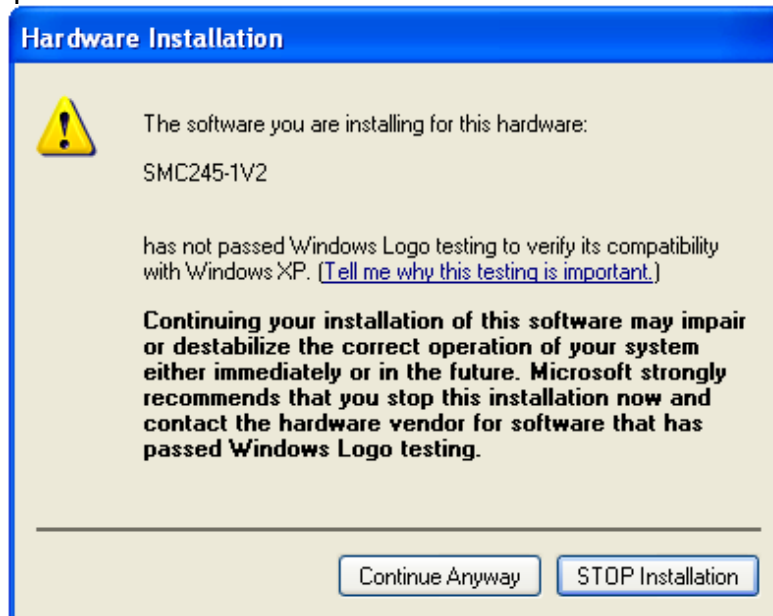 Hardware Installation
The software you are installing for this hardware:
SMC245-1V2
has not passed Windows Logo testing to verify its compatibility
with Windows XP. (Tell me why this testing is important.)
Continuing your installation of this software may impair
or destabilize the correct operation of your system
either immediately or in the future. Microsoft strongly
recommends that you stop this installation now and
contact the hardware vendor for software that has
passed Windows Logo testing.
Continue Anyway
STOP Installation